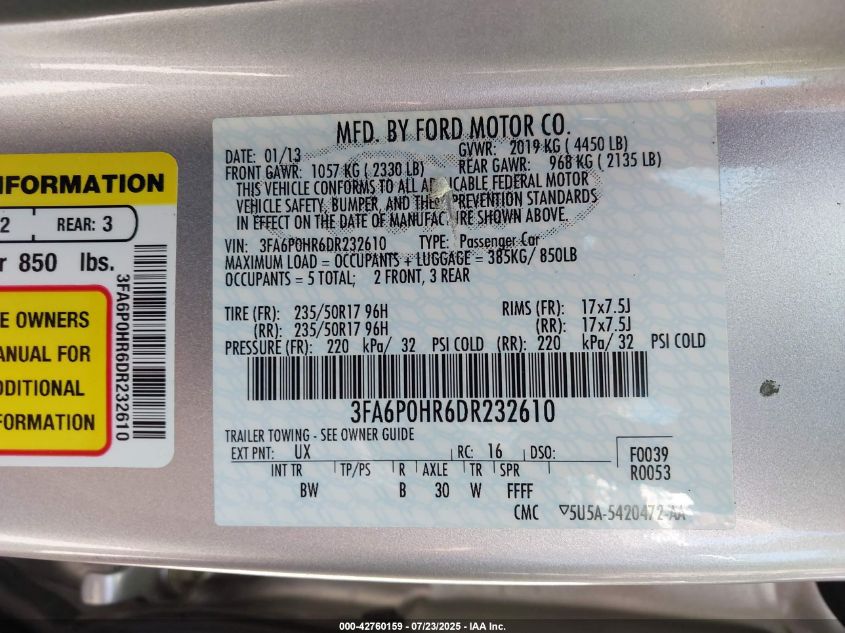 INFORMATION
2 REAR: 3
850 lbs.
E OWNERS
ANUAL FOR
DDITIONAL
FORMATION
3FA6P0HR6DR232610
MFD. BY FORD MOTOR CO.
DATE: 01/13 GVWR: 2019 KG ( 4450 LB)
FRONT GAWR: 1057 KG ( 2330 LB) REAR GAWR: 968 KG ( 2135 LB)
THIS VEHICLE CONFORMS TO ALL APPLICABLE FEDERAL MOTOR
VEHICLE SAFETY, BUMPER, AND THEFT PREVENTION STANDARDS
IN EFFECT ON THE DATE OF MANUFACTURE SHOWN ABOVE.
VIN: 3FA6P0HR6DR232610 TYPE: Passenger Car
MAXIMUM LOAD = OCCUPANTS + LUGGAGE = 385KG/ 850LB
OCCUPANTS = 5 TOTAL; 2 FRONT, 3 REAR
TIRE (FR): 235/50R17 96H RIMS (FR): 17x7.5J
(RR): 235/50R17 96H (RR): 17x7.5J
PRESSURE (FR): 220 kPa/ 32 PSI COLD (RR): 220 kPa/ 32 PSI COLD
3FA6P0HR6DR232610
TRAILER TOWING - SEE OWNER GUIDE
EXT PNT: UX RC: 16 DSO: F0039
INT TR TP/PS R AXLE TR SPR R0053
BW B 30 W FFFF
CMC ▽5U5A-5420472-AA
000-42760159 - 07/23/2025 - IAA Inc.